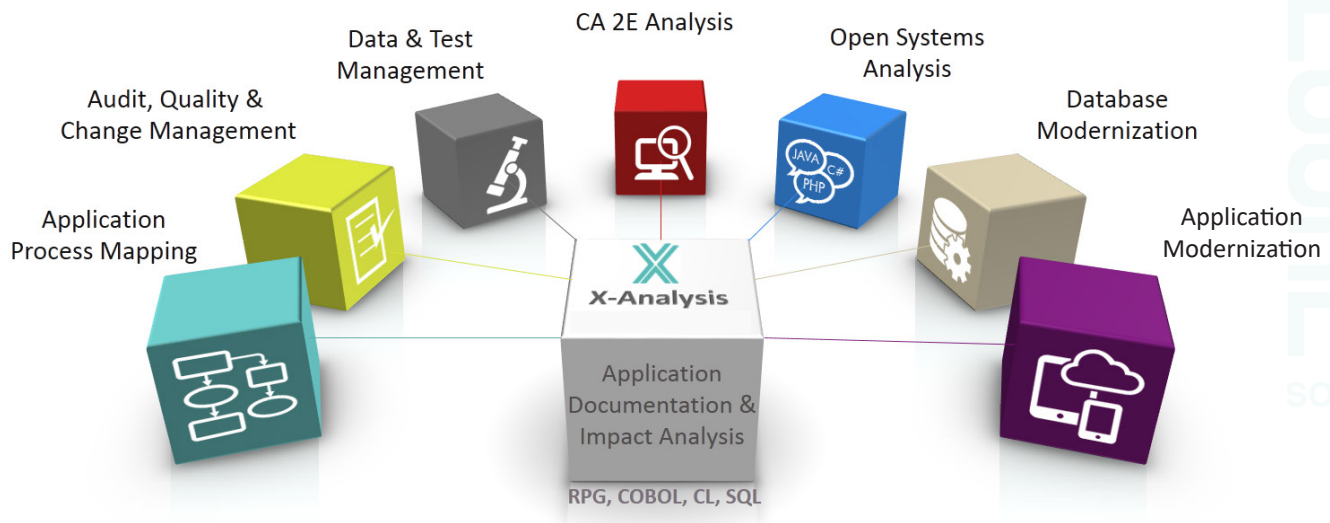 CA 2E Analysis
Data & Test
Management
Open Systems
Analysis
Audit, Quality &
Change Management
Database
Modernization
Application
Process Mapping
Application
Modernization
JAVA
C#
PHP
X-Analysis
Application
Documentation &
Impact Analysis
RPG, COBOL, CL, SQL